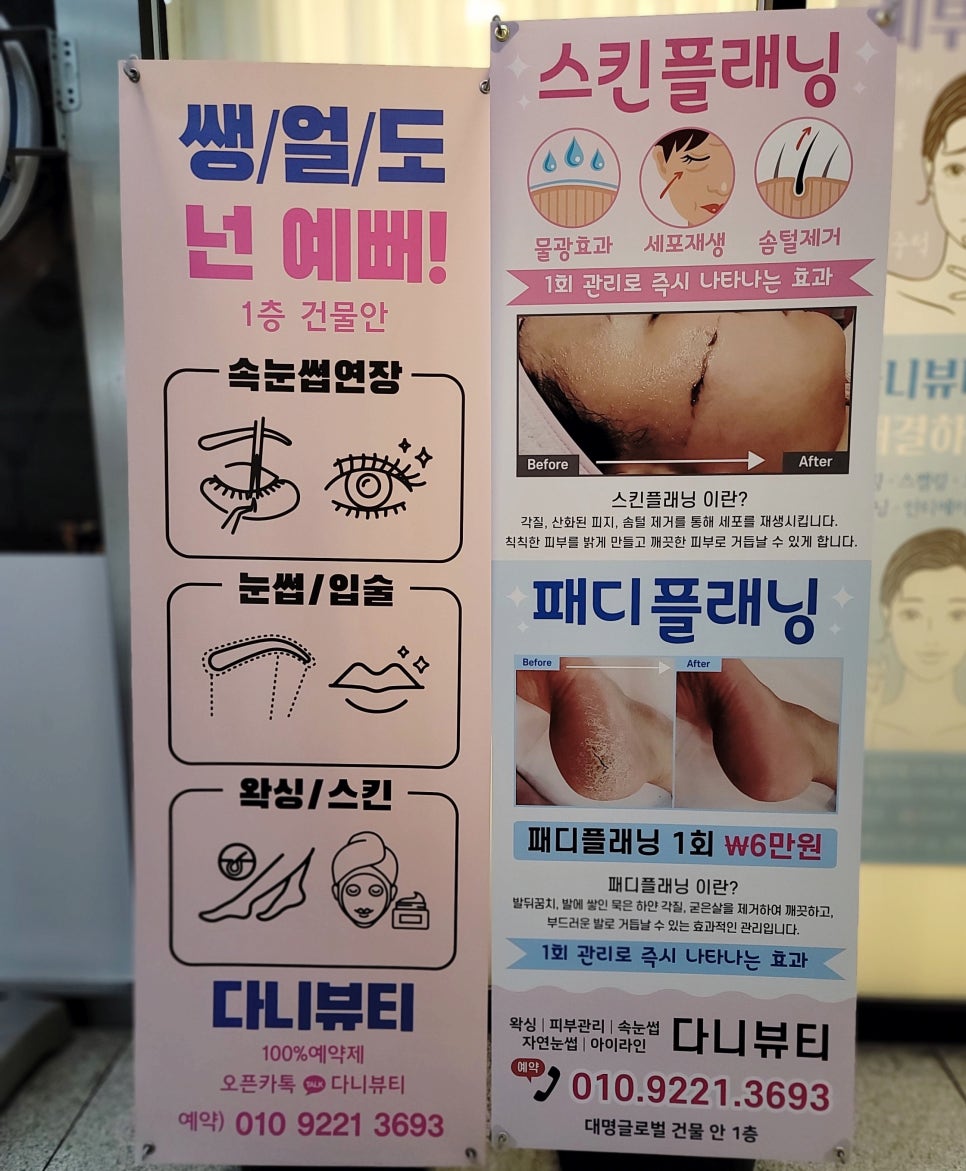 쌩/얼/도
넌 예뻐!
1층 건물안
속눈썹연장
눈썹/입술
왁싱/스킨
다니뷰티
100%예약제
오픈카톡 TALK 다니뷰티
예약) 010 9221 3693
스킨플래닝
물광효과 세포재생 솜털제거
1회 관리로 즉시 나타나는 효과
Before After
스킨플래닝 이란?
각질, 산화된 피지, 솜털 제거를 통해 세포를 재생시킵니다.
칙칙한 피부를 밝게 만들고 깨끗한 피부로 거듭날 수 있게 합니다.
패디플래닝
Before After
패디플래닝 1회 ₩6만원
패디플래닝 이란?
발뒤꿈치, 발에 쌓인 묵은 하얀 각질, 굳은살을 제거하여 깨끗하고,
부드러운 발로 거듭날 수 있는 효과적인 관리입니다.
1회 관리로 즉시 나타나는 효과
왁싱 | 피부관리 | 속눈썹
자연눈썹 | 아이라인
다니뷰티
예약
010.9221.3693
대명글로벌 건물 안 1층